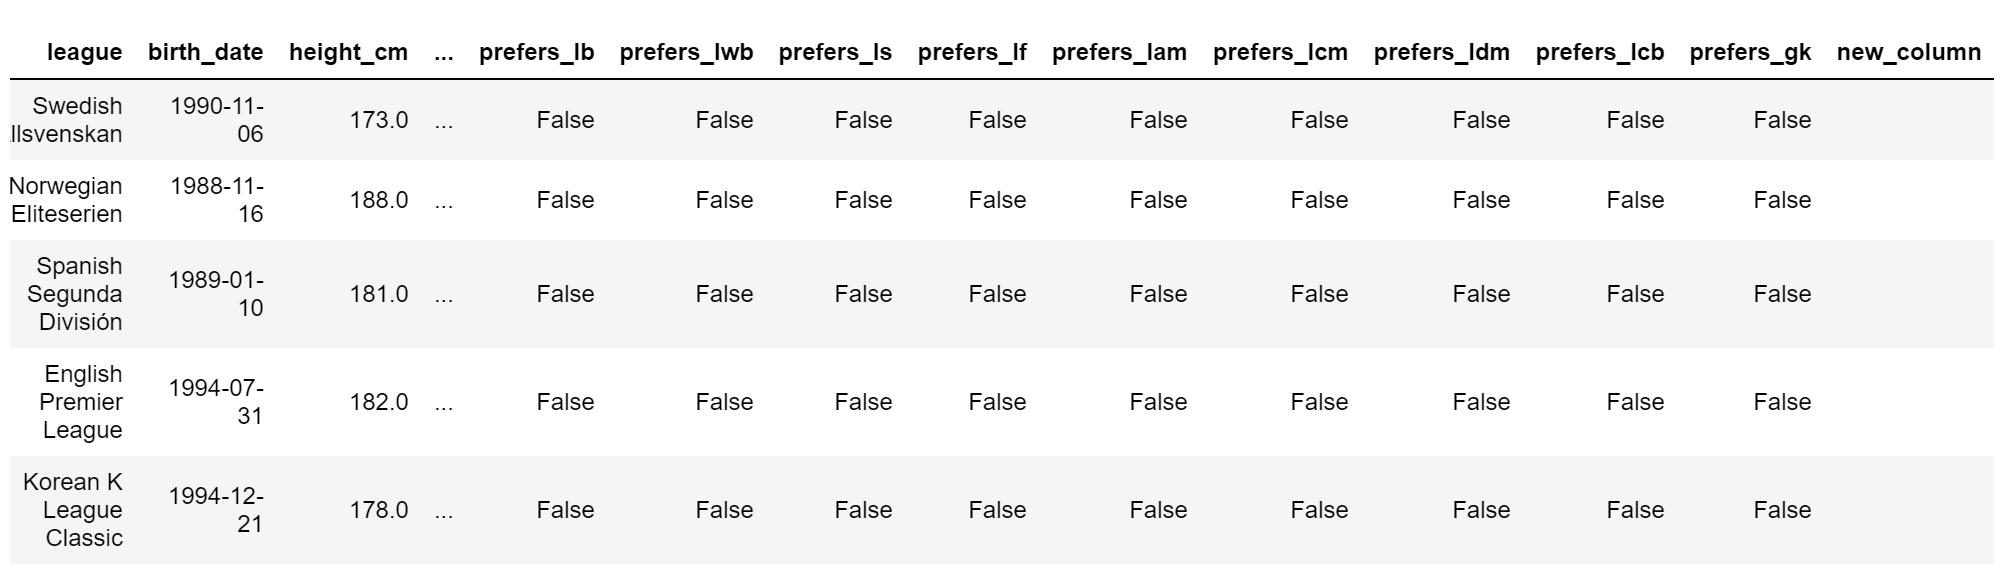 league birth_date height_cm ... prefers_lb prefers_lwb prefers_ls prefers_lf prefers_lam prefers_lcm prefers_ldm prefers_lcb prefers_gk new_column
Swedish 1990-11-
llsvenskan 06 173.0 ... False False False False False False False False False
Norwegian 1988-11-
Eliteserien 16 188.0 ... False False False False False False False False False
Spanish
Segunda 1989-01-
División 10 181.0 ... False False False False False False False False False
English
Premier 1994-07-
League 31 182.0 ... False False False False False False False False False
Korean K
League 1994-12-
Classic 21 178.0 ... False False False False False False False False False